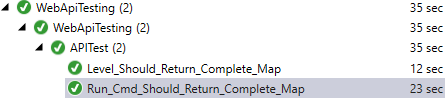 WebApiTesting (2) 35 sec
WebApiTesting (2) 35 sec
APITest (2) 35 sec
Level_Should_Return_Complete_Map 12 sec
Run_Cmd_Should_Return_Complete_Map 23 sec